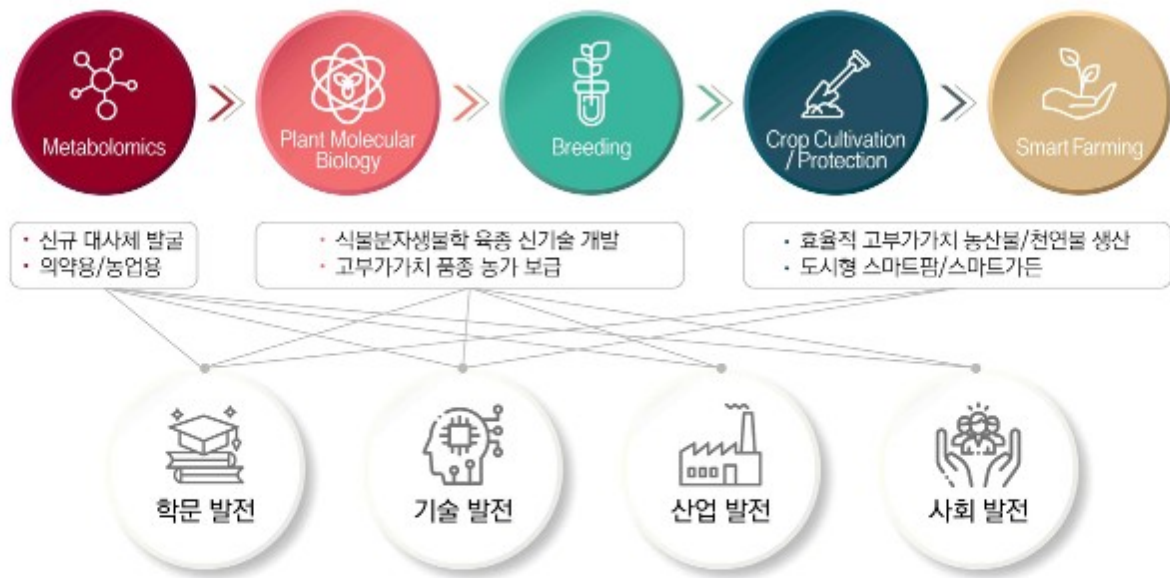 Metabolomics
Plant Molecular
Biology
Breeding
Crop Cultivation
/ Protection
Smart Farming
• 신규 대사체 발굴
• 의약용/농업용
• 식물분자생물학 육종 신기술 개발
• 고부가가치 품종 농가 보급
• 효율적 고부가가치 농산물/천연물 생산
• 도시형 스마트팜/스마트가든
학문 발전
기술 발전
산업 발전
사회 발전